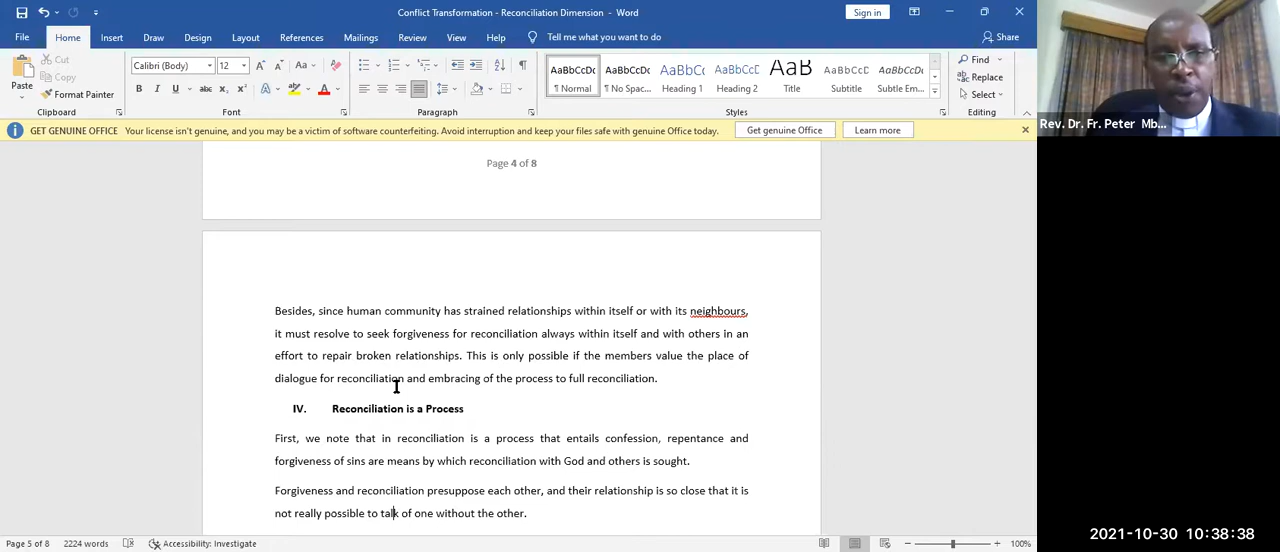 Conflict Transformation - Reconciliation Dimension - Word
Sign in
File Home Insert Draw Design Layout References Mailings Review View Help Tell me what you want to do Share
Paste
Cut
Copy
Format Painter
Clipboard
Calibri (Body) 12
Font
Paragraph
AaBbCcDc AaBbCcDc AaBbCc AaBbCcD AaB AaBbCcD AaBbCcDc
¶ Normal ¶ No Spac... Heading 1 Heading 2 Title Subtitle Subtle Em...
Styles
Find
Replace
Select
Editing
GET GENUINE OFFICE Your license isn't genuine, and you may be a victim of software counterfeiting. Avoid interruption and keep your files safe with genuine Office today. Get genuine Office Learn more
Rev. Dr. Fr. Peter Mb...
Page 4 of 8
Besides, since human community has strained relationships within itself or with its neighbours,
it must resolve to seek forgiveness for reconciliation always within itself and with others in an
effort to repair broken relationships. This is only possible if the members value the place of
dialogue for reconciliation and embracing of the process to full reconciliation.
IV. Reconciliation is a Process
First, we note that in reconciliation is a process that entails confession, repentance and
forgiveness of sins are means by which reconciliation with God and others is sought.
Forgiveness and reconciliation presuppose each other, and their relationship is so close that it is
not really possible to talk of one without the other.
2021-10-30 10:38:38
Page 5 of 8 2224 words Accessibility: Investigate 100%